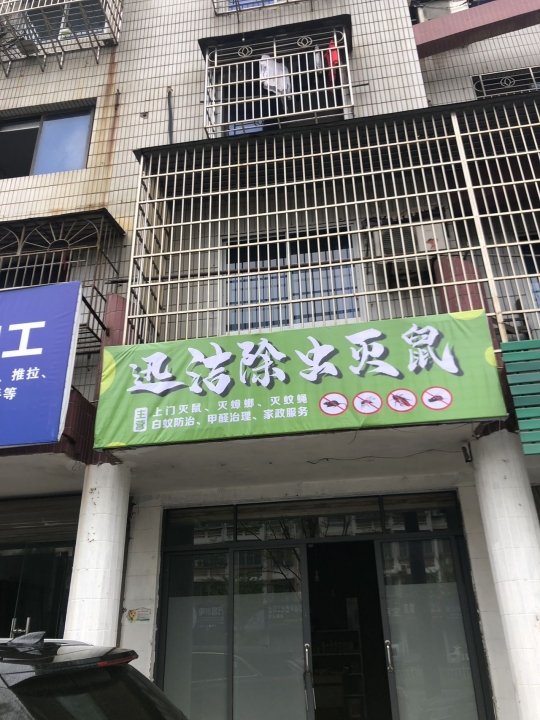 迅洁除虫灭鼠
主营
上门灭鼠、灭蟑螂、灭蚊蝇
白蚁防治、甲醛治理、家政服务
工
、推拉、
等